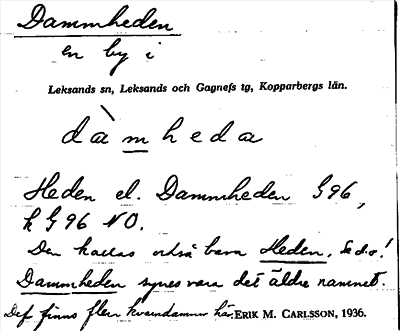 Dammheden
en by i
Leksands sn, Leksands och Gagnefs tg, Kopparbergs län.
dàmheda
Heden el. Dammheden G96,
k G 96 NO.
Den kallas också bara Heden. Se d.o!
Dammheden synes vara det äldre namnet.
Det finns flera kvarndammar här. ERIK M. CARLSSON, 1936.